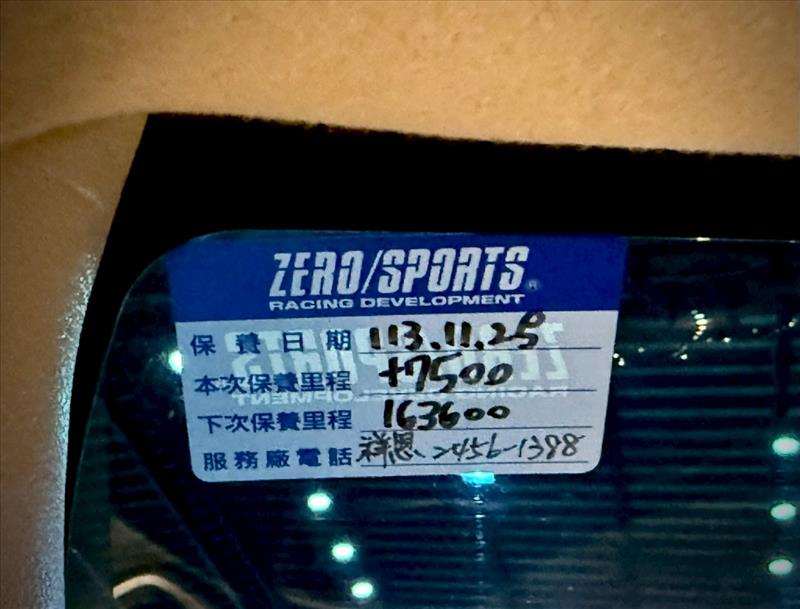 ZERO/SPORTS®
RACING DEVELOPMENT
保養日期 113.11.25
本次保養里程 +7500
下次保養里程 163600
服務廠電話 祥恩 2456-1388